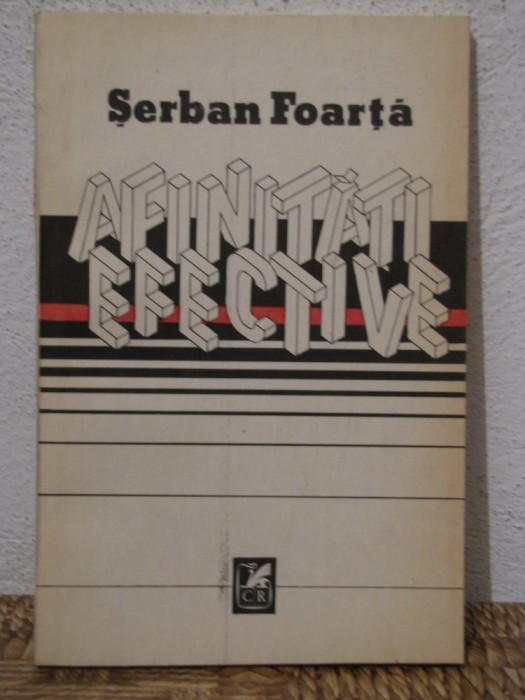 Șerban Foarță
AFINITĂȚI
EFECTIVE
CR